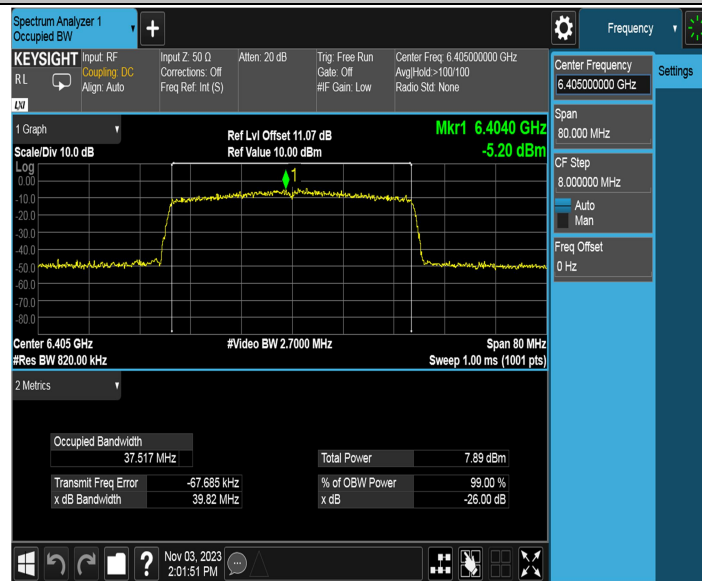 Spectrum Analyzer 1
Occupied BW
+
Frequency
KEYSIGHT
RL
LXI
Input: RF
Coupling: DC
Align: Auto
Input Z: 50 Ω
Corrections: Off
Freq Ref: Int (S)
Atten: 20 dB
Trig: Free Run
Gate: Off
#IF Gain: Low
Center Freq: 6.405000000 GHz
Avg|Hold:>100/100
Radio Std: None
Center Frequency
6.405000000 GHz
Settings
Span
80.000 MHz
CF Step
8.000000 MHz
Auto
Man
Freq Offset
0 Hz
1 Graph
Scale/Div 10.0 dB
Ref Lvl Offset 11.07 dB
Ref Value 10.00 dBm
Mkr1 6.4040 GHz
-5.20 dBm
Log
0.00
-10.0
-20.0
-30.0
-40.0
-50.0
-60.0
-70.0
-80.0
1
Center 6.405 GHz
#Res BW 820.00 kHz
#Video BW 2.7000 MHz
Span 80 MHz
Sweep 1.00 ms (1001 pts)
2 Metrics
Occupied Bandwidth
37.517 MHz
Transmit Freq Error -67.685 kHz
x dB Bandwidth 39.82 MHz
Total Power 7.89 dBm
% of OBW Power 99.00 %
x dB -26.00 dB
?
Nov 03, 2023
2:01:51 PM